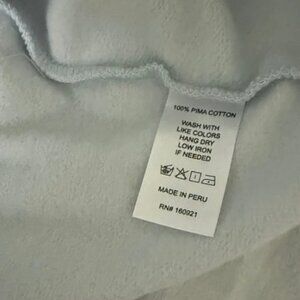 100% PIMA COTTON
WASH WITH
LIKE COLORS
HANG DRY
LOW IRON
IF NEEDED
MADE IN PERU
RN# 160921